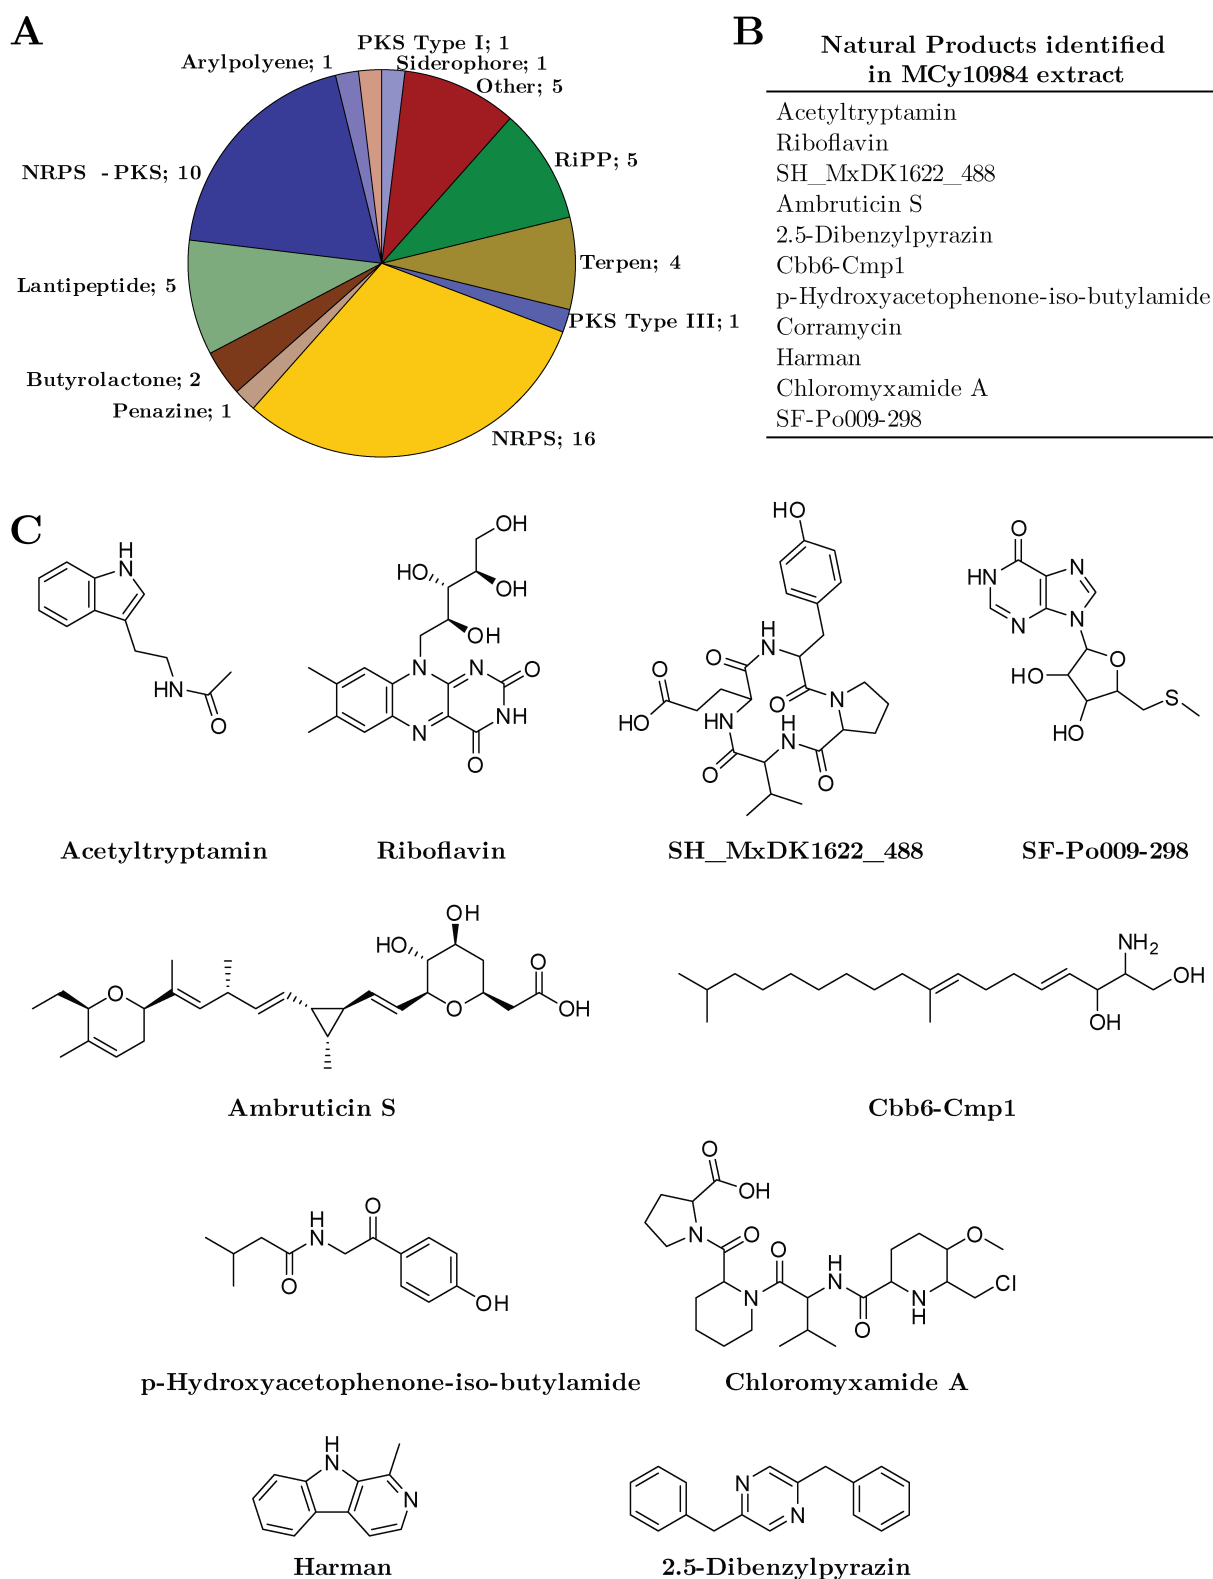 A
PKS Type I; 1
Arylpolyene; 1
Siderophore; 1
Other; 5
NRPS - PKS; 10
RiPP; 5
Lantipeptide; 5
Terpen; 4
PKS Type III; 1
Butyrolactone; 2
Penazine; 1
NRPS; 16
B
Natural Products identified
in MCy10984 extract
Acetyltryptamin
Riboflavin
SH_MxDK1622_488
Ambruticin S
2.5-Dibenzylpyrazin
Cbb6-Cmp1
p-Hydroxyacetophenone-iso-butylamide
Corramycin
Harman
Chloromyxamide A
SF-Po009-298
C
H
N
HN
O
Acetyltryptamin
OH
HO
OH
OH
N
N
O
N
NH
O
Riboflavin
HO
H
N
O
O
O
N
HO
HN
H
N
O
O
SH_MxDK1622_488
O
HN
N
N
N
O
HO
S
HO
SF-Po009-298
OH
HO
O
O
O
OH
Ambruticin S
NH2
OH
OH
Cbb6-Cmp1
H
N
O
O
OH
p-Hydroxyacetophenone-iso-butylamide
O
OH
N
O
O
H
N
O
N
N
H
Cl
O
Chloromyxamide A
H
N
N
Harman
N
N
2.5-Dibenzylpyrazin